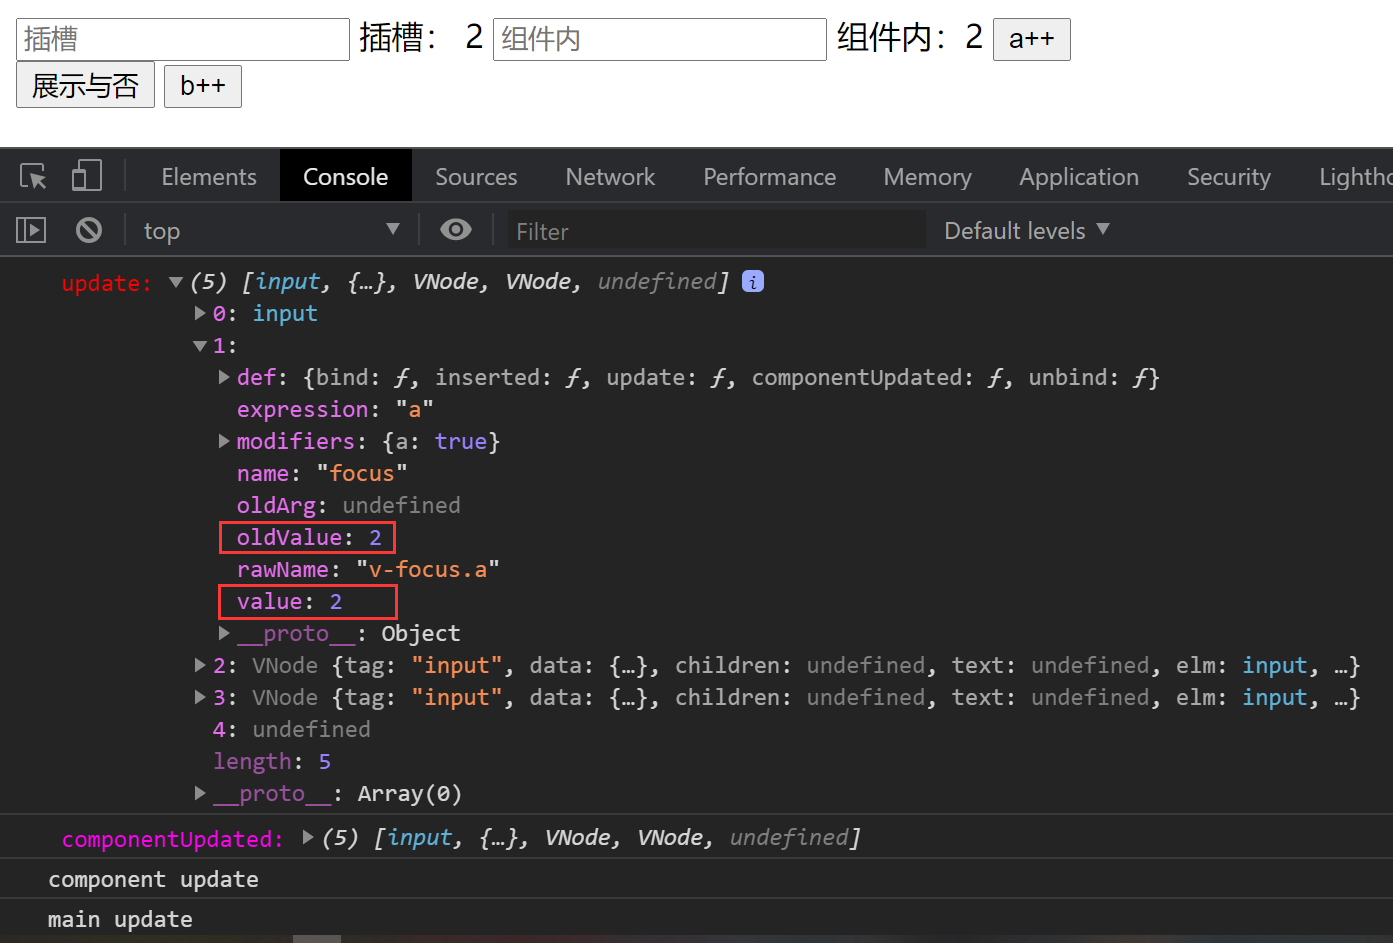 插槽 插槽： 2 组件内 组件内：2 a++
展示与否 b++
Elements Console Sources Network Performance Memory Application Security Lighthc
top Filter Default levels
update: (5) [input, {…}, VNode, VNode, undefined] i
0: input
1:
def: {bind: ƒ, inserted: ƒ, update: ƒ, componentUpdated: ƒ, unbind: ƒ}
expression: "a"
modifiers: {a: true}
name: "focus"
oldArg: undefined
oldValue: 2
rawName: "v-focus.a"
value: 2
__proto__: Object
2: VNode {tag: "input", data: {…}, children: undefined, text: undefined, elm: input, …}
3: VNode {tag: "input", data: {…}, children: undefined, text: undefined, elm: input, …}
4: undefined
length: 5
__proto__: Array(0)
componentUpdated: (5) [input, {…}, VNode, VNode, undefined]
component update
main update